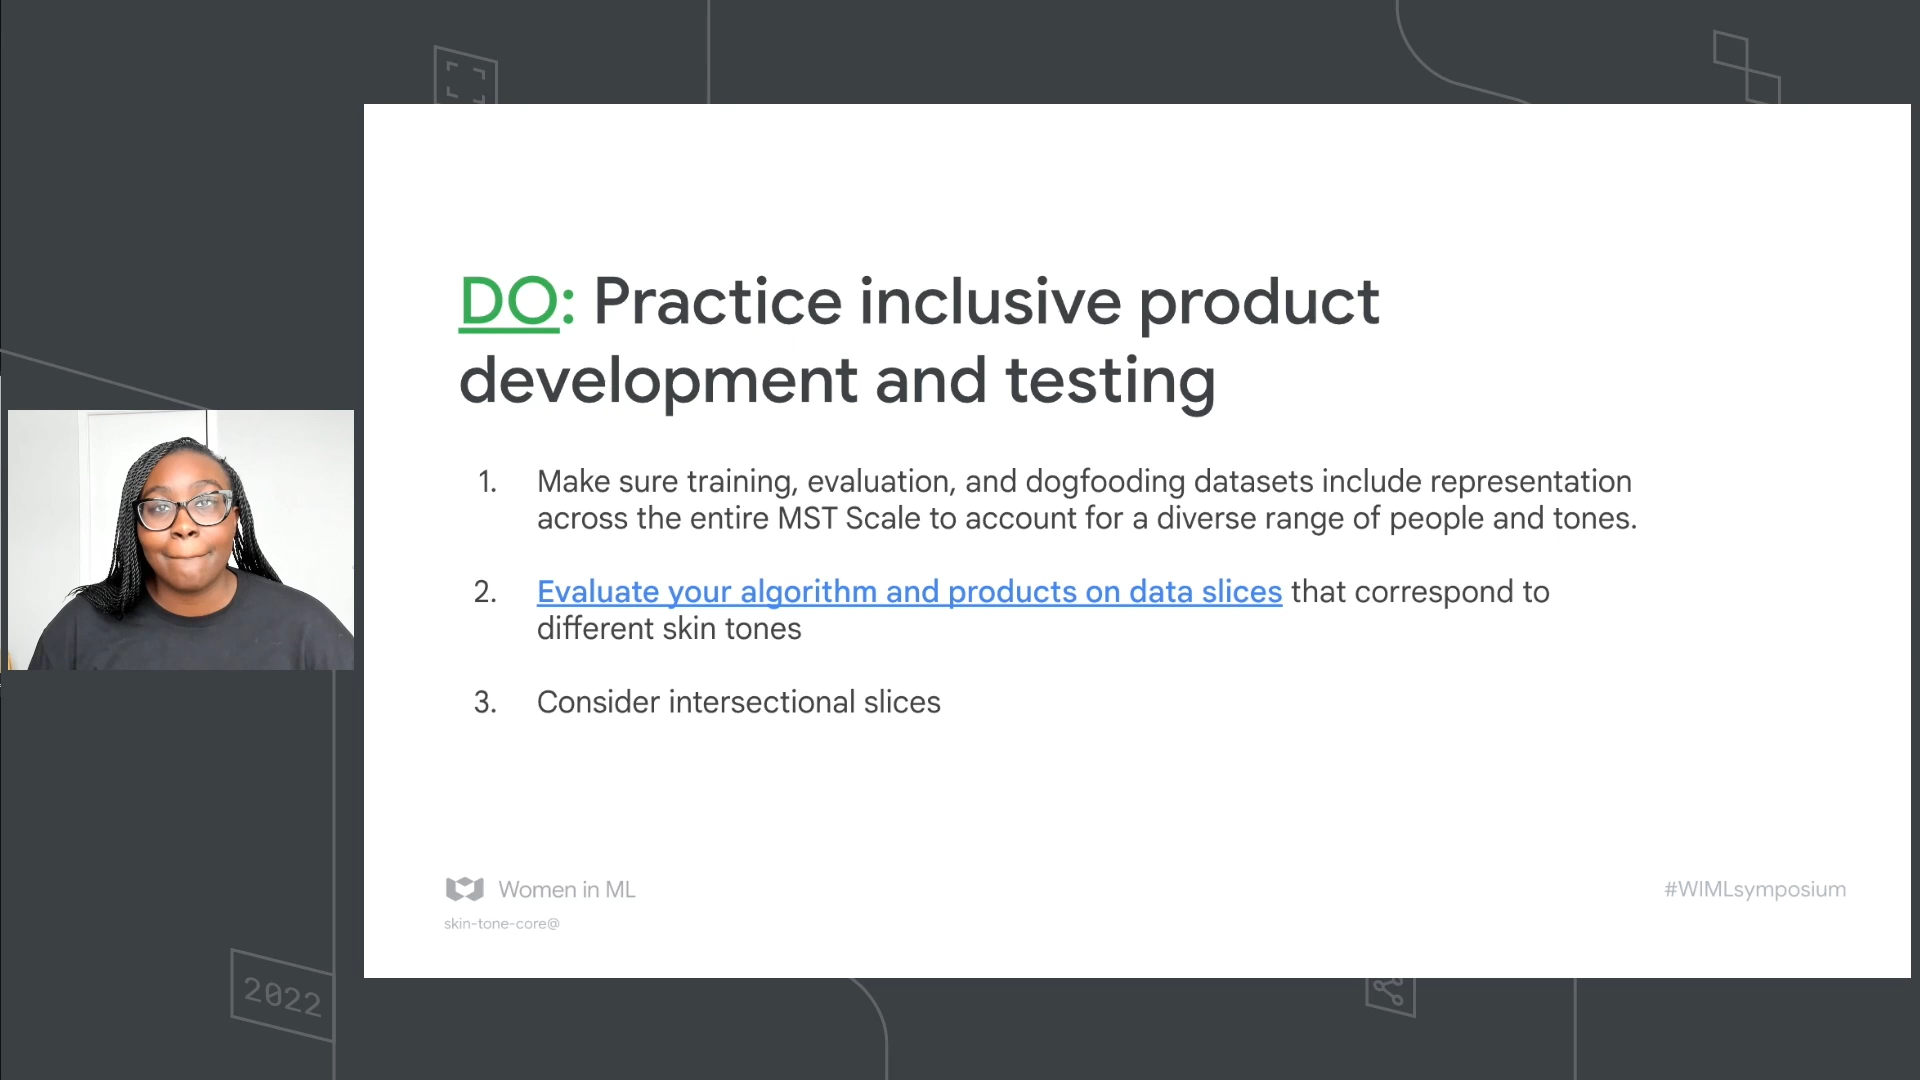 DO: Practice inclusive product
development and testing
1. Make sure training, evaluation, and dogfooding datasets include representation
across the entire MST Scale to account for a diverse range of people and tones.
2. Evaluate your algorithm and products on data slices that correspond to
different skin tones
3. Consider intersectional slices
Women in ML
#WIMLsymposium
skin-tone-core@
2022